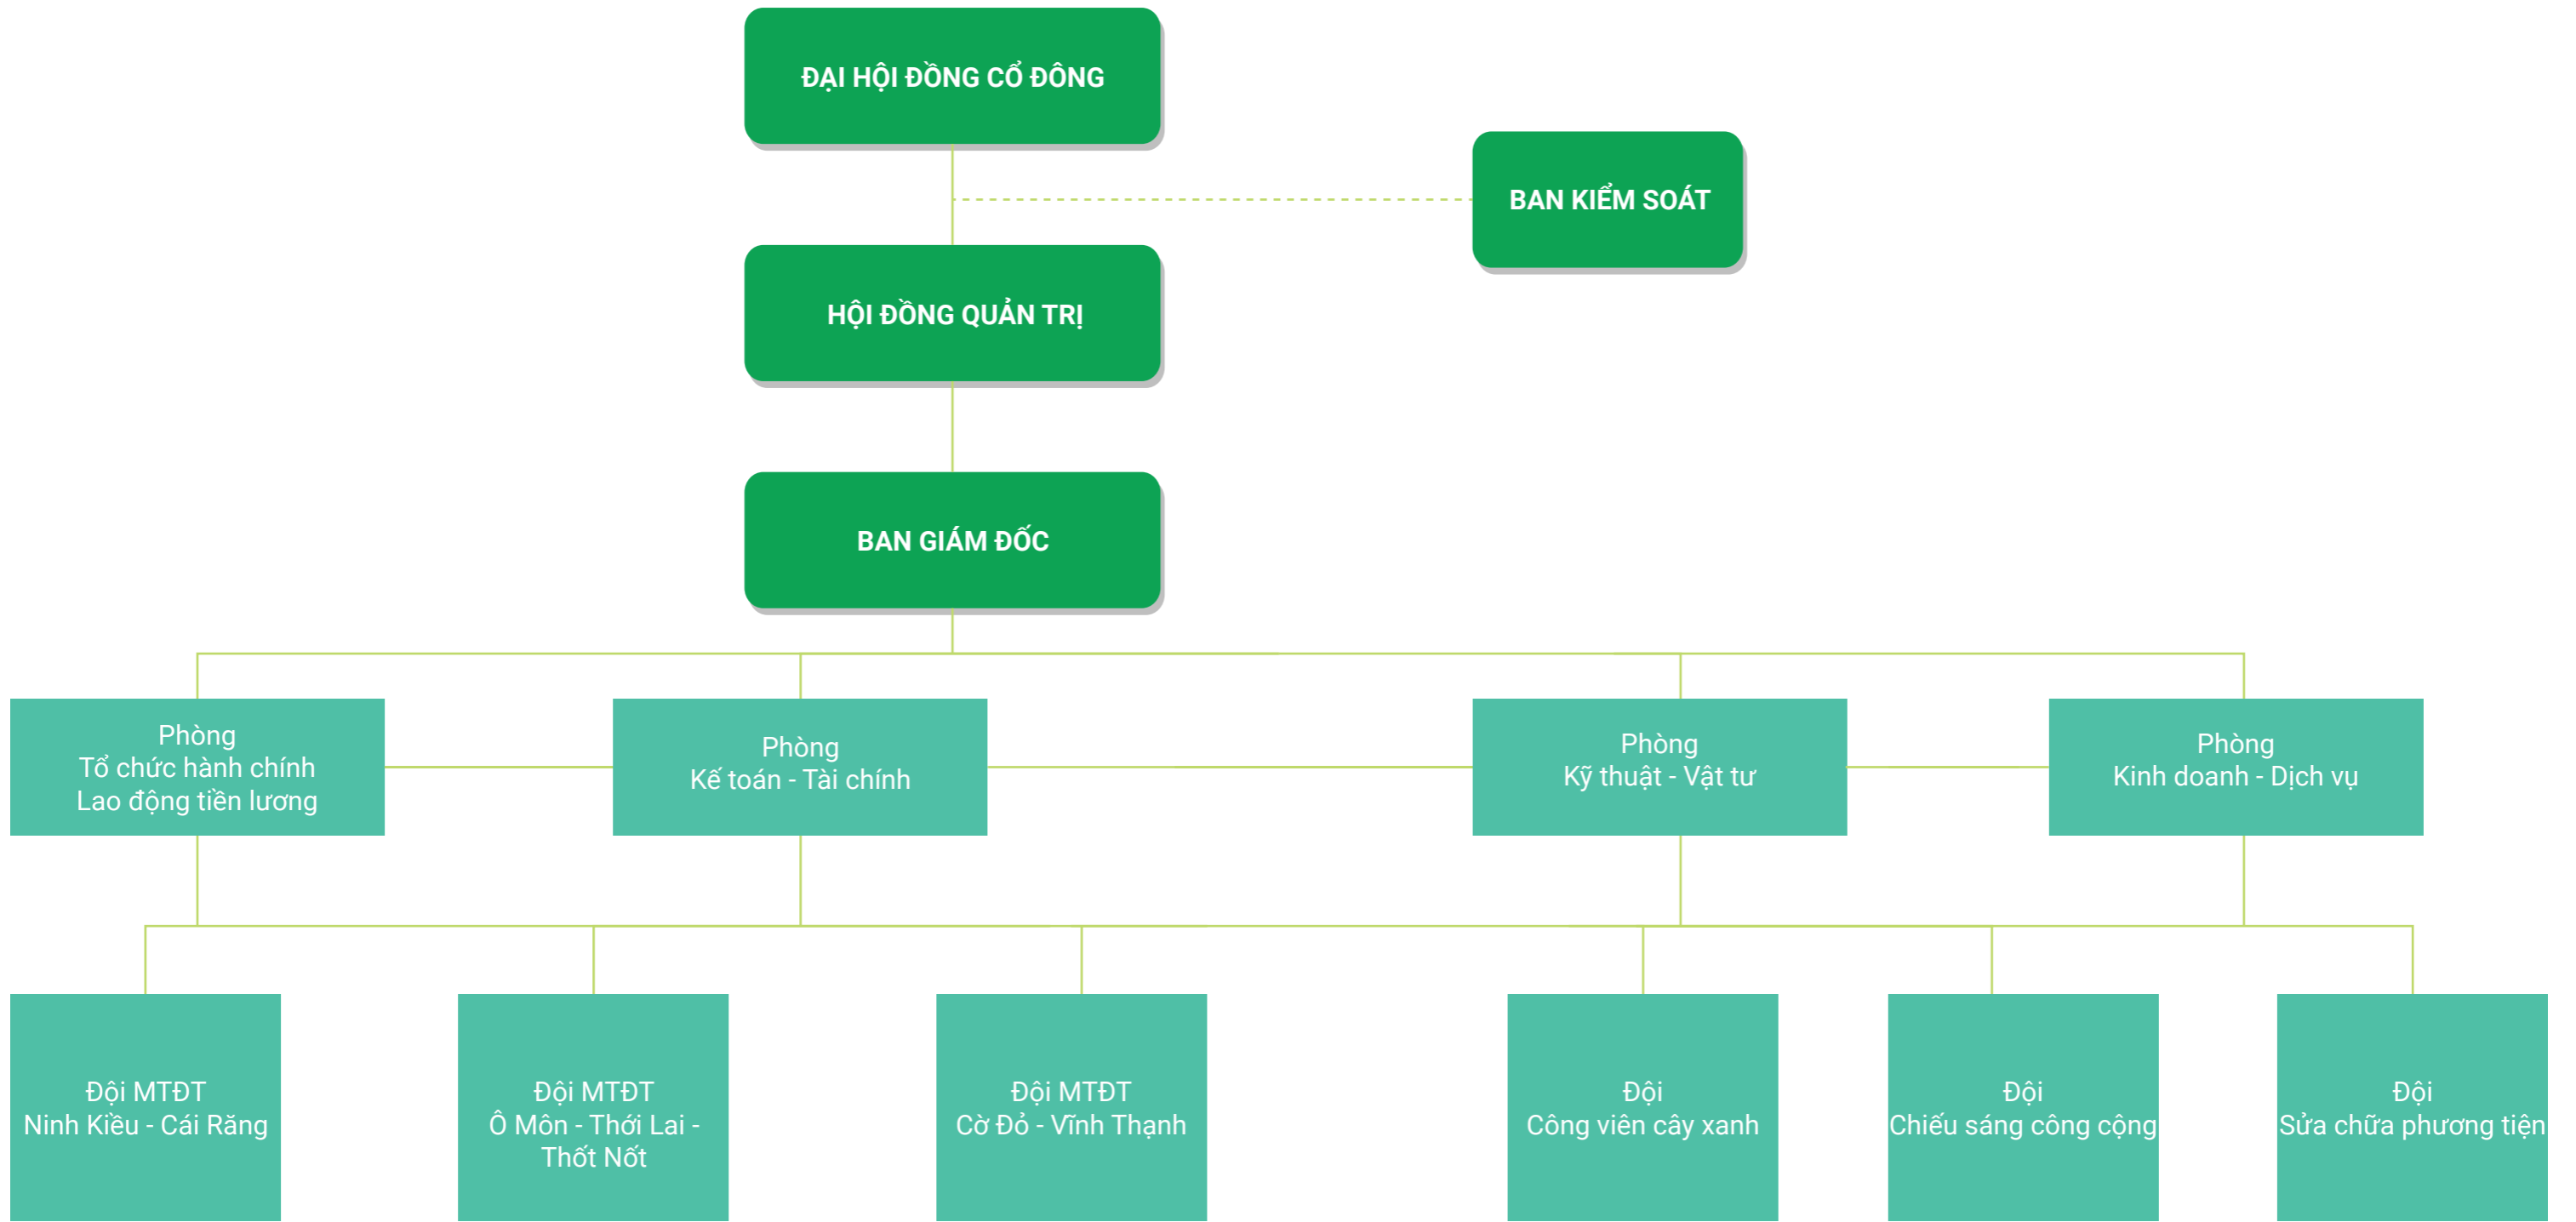 ĐẠI HỘI ĐỒNG CỔ ĐÔNG
BAN KIỂM SOÁT
HỘI ĐỒNG QUẢN TRỊ
BAN GIÁM ĐỐC
Phòng
Tổ chức hành chính
Lao động tiền lương
Phòng
Kế toán - Tài chính
Phòng
Kỹ thuật - Vật tư
Phòng
Kinh doanh - Dịch vụ
Đội MTĐT
Ninh Kiều - Cái Răng
Đội MTĐT
Ô Môn - Thới Lai -
Thốt Nốt
Đội MTĐT
Cờ Đỏ - Vĩnh Thạnh
Đội
Công viên cây xanh
Đội
Chiếu sáng công cộng
Đội
Sửa chữa phương tiện